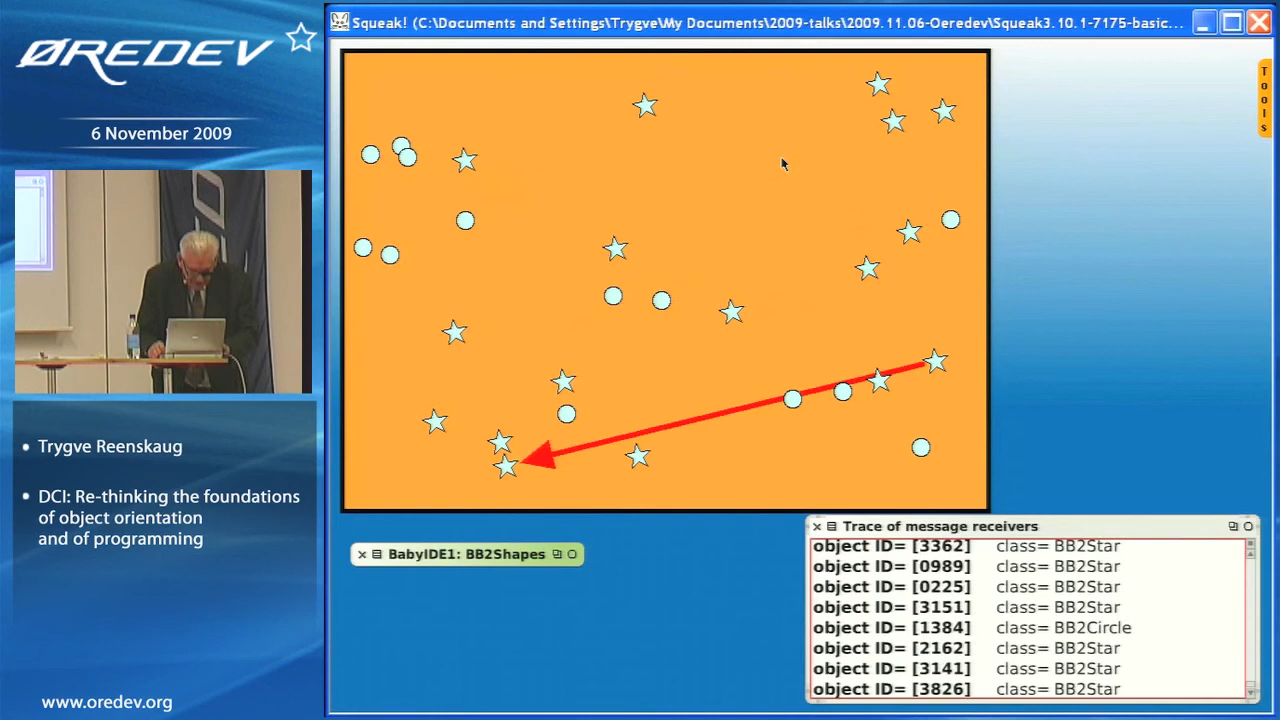 ØREDEV
6 November 2009
Trygve Reenskaug
DCI: Re-thinking the foundations
of object orientation
and of programming
www.oredev.org
Squeak! (C:\Documents and Settings\Trygve\My Documents\2009-talks\2009.11.06-Oeredev\Squeak3.10.1-7175-basic...
Tools
BabyIDE1: BB2Shapes
Trace of message receivers
object ID= [3362] class= BB2Star
object ID= [0989] class= BB2Star
object ID= [0225] class= BB2Star
object ID= [3151] class= BB2Star
object ID= [1384] class= BB2Circle
object ID= [2162] class= BB2Star
object ID= [3141] class= BB2Star
object ID= [3826] class= BB2Star